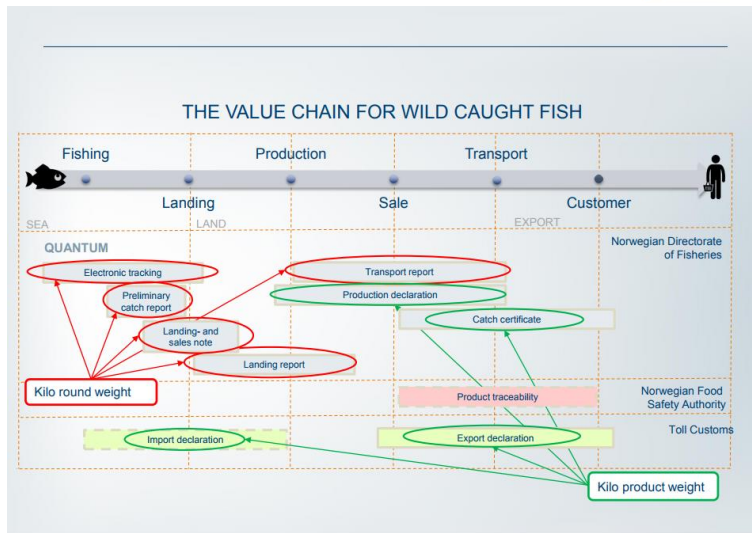 THE VALUE CHAIN FOR WILD CAUGHT FISH
Fishing
Production
Transport
Landing
Sale
Customer
SEA
LAND
EXPORT
QUANTUM
Norwegian Directorate
of Fisheries
Electronic tracking
Transport report
Preliminary
catch report
Production declaration
Catch certificate
Landing- and
sales note
Landing report
Kilo round weight
Product traceability
Norwegian Food
Safety Authority
Toll Customs
Import declaration
Export declaration
Kilo product weight